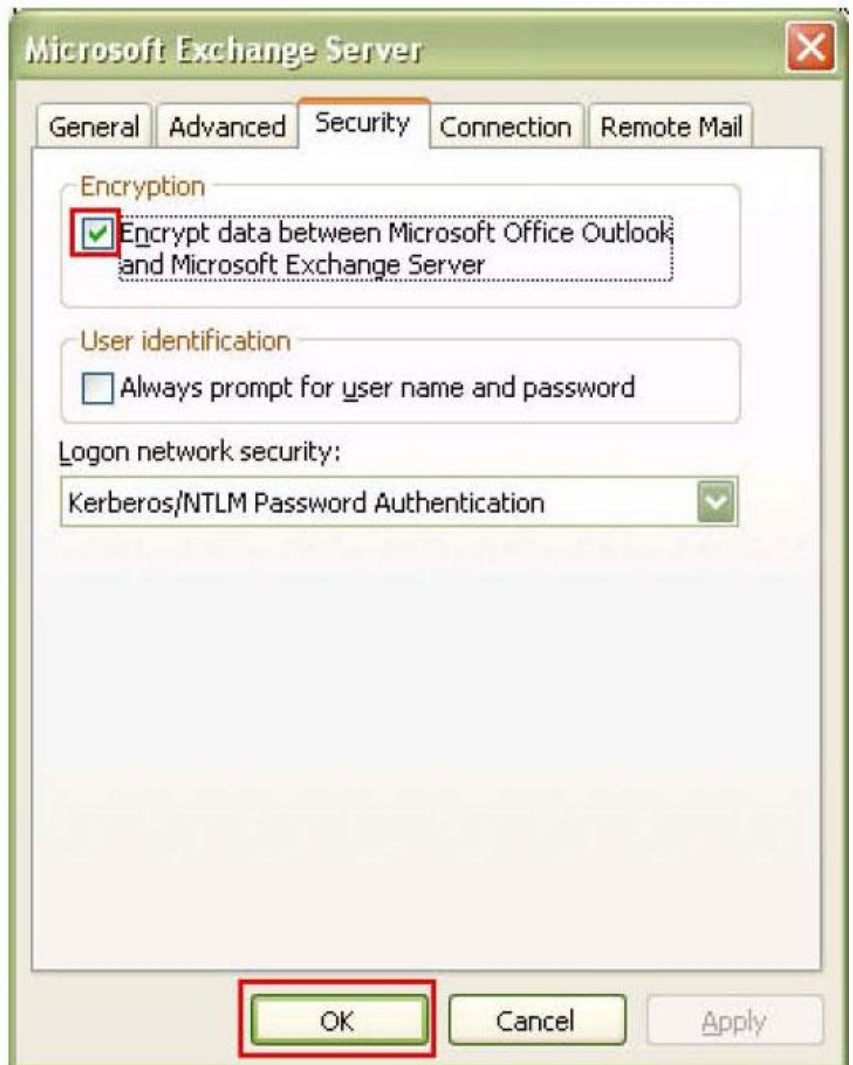 Microsoft Exchange Server
General Advanced Security Connection Remote Mail
Encryption
Encrypt data between Microsoft Office Outlook
and Microsoft Exchange Server
User identification
Always prompt for user name and password
Logon network security:
Kerberos/NTLM Password Authentication
OK Cancel Apply